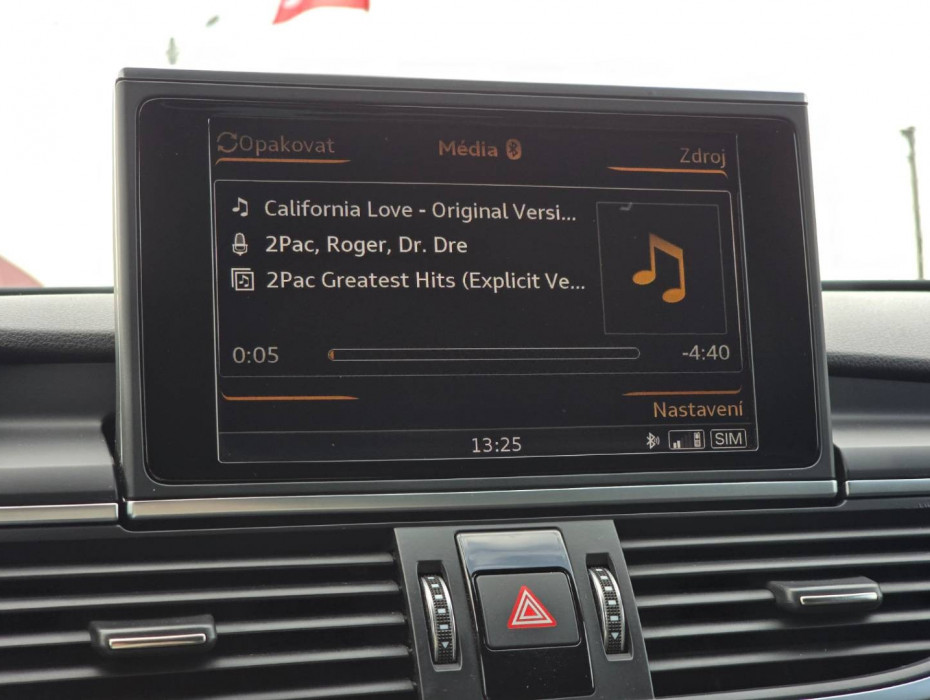 Opakovat
Média
Zdroj
California Love - Original Versi...
2Pac, Roger, Dr. Dre
2Pac Greatest Hits (Explicit Ve...
0:05
-4:40
Nastavení
13:25
SIM